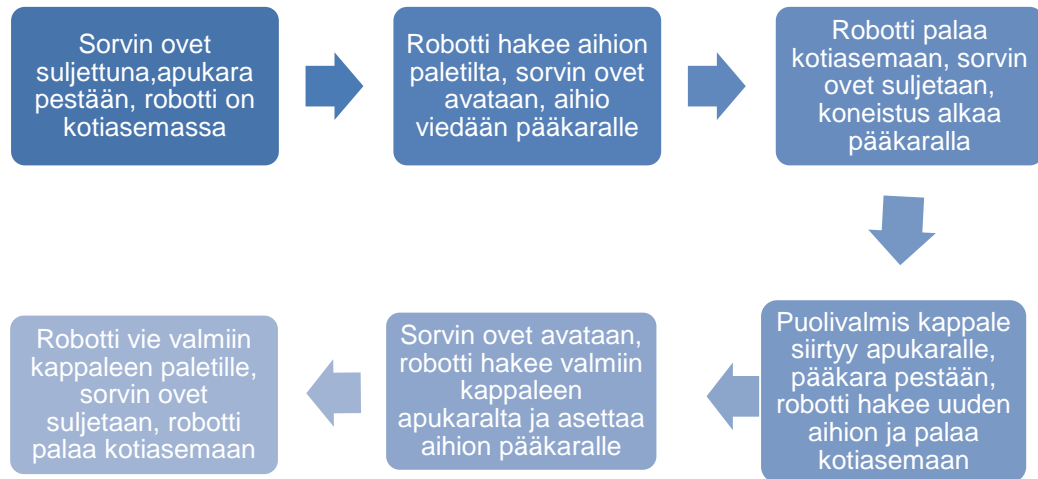 Sorvin ovet
suljettuna,apukara
pestään, robotti on
kotiasemassa
Robotti hakee aihion
paletilta, sorvin ovet
avataan, aihio
viedään pääkaralle
Robotti palaa
kotiasemaan, sorvin
ovet suljetaan,
koneistus alkaa
pääkaralla
Puolivalmis kappale
siirtyy apukaralle,
pääkara pestään,
robotti hakee uuden
aihion ja palaa
kotiasemaan
Sorvin ovet avataan,
robotti hakee valmiin
kappaleen
apukaralta ja asettaa
aihion pääkaralle
Robotti vie valmiin
kappaleen paletille,
sorvin ovet
suljetaan, robotti
palaa kotiasemaan